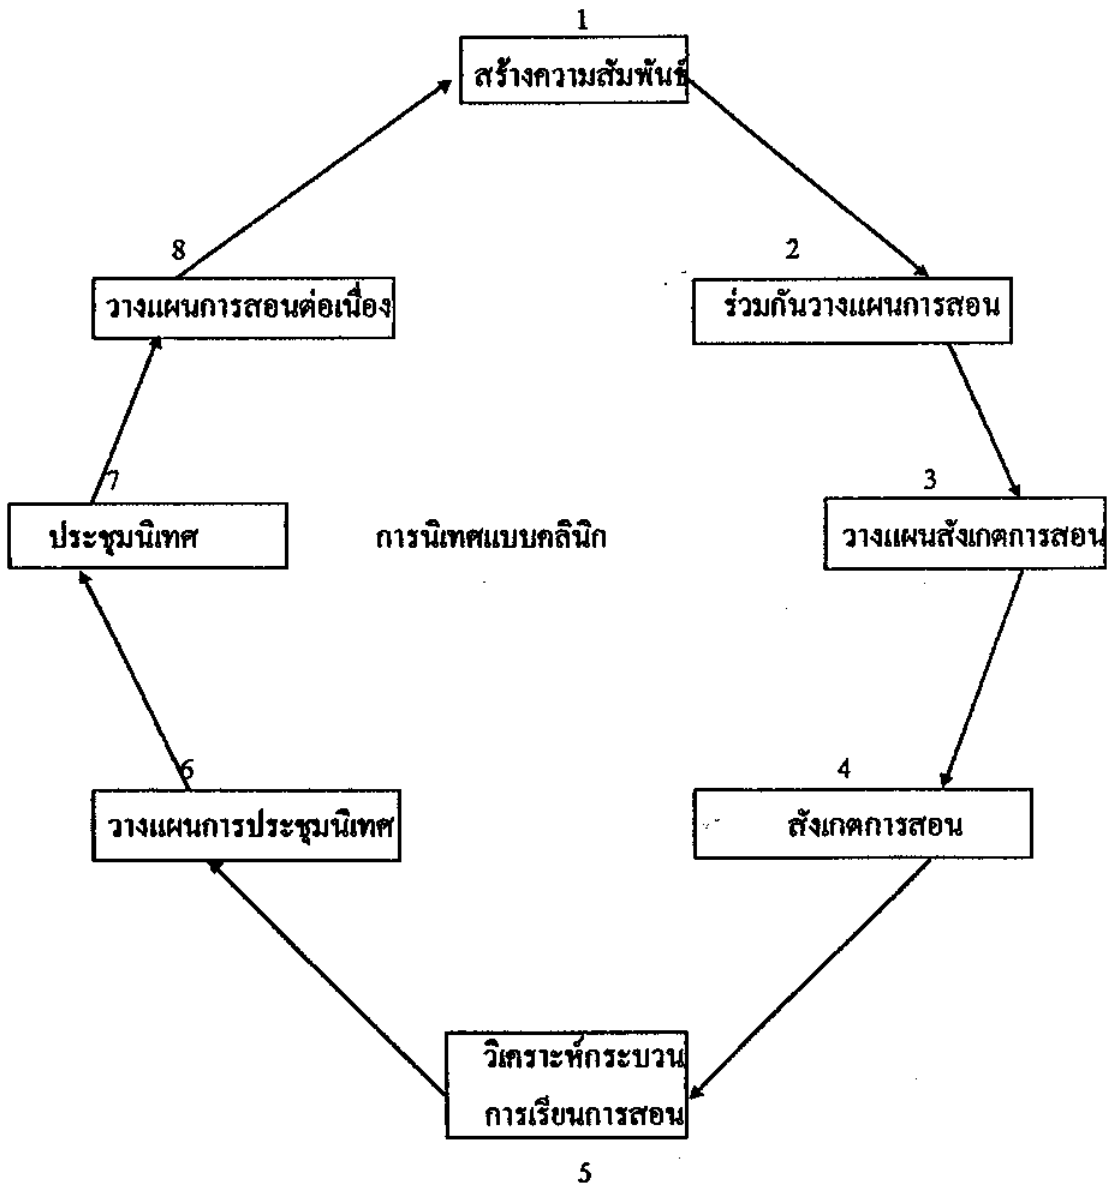 1
สร้างความสัมพันธ์
8
2
วางแผนการสอนต่อเนื่อง
ร่วมกันวางแผนการสอน
7
3
ประชุมนิเทศ
การนิเทศแบบคลินิก
วางแผนสังเกตการสอน
6
4
วางแผนการประชุมนิเทศ
สังเกตการสอน
วิเคราะห์กระบวน
การเรียนการสอน
5